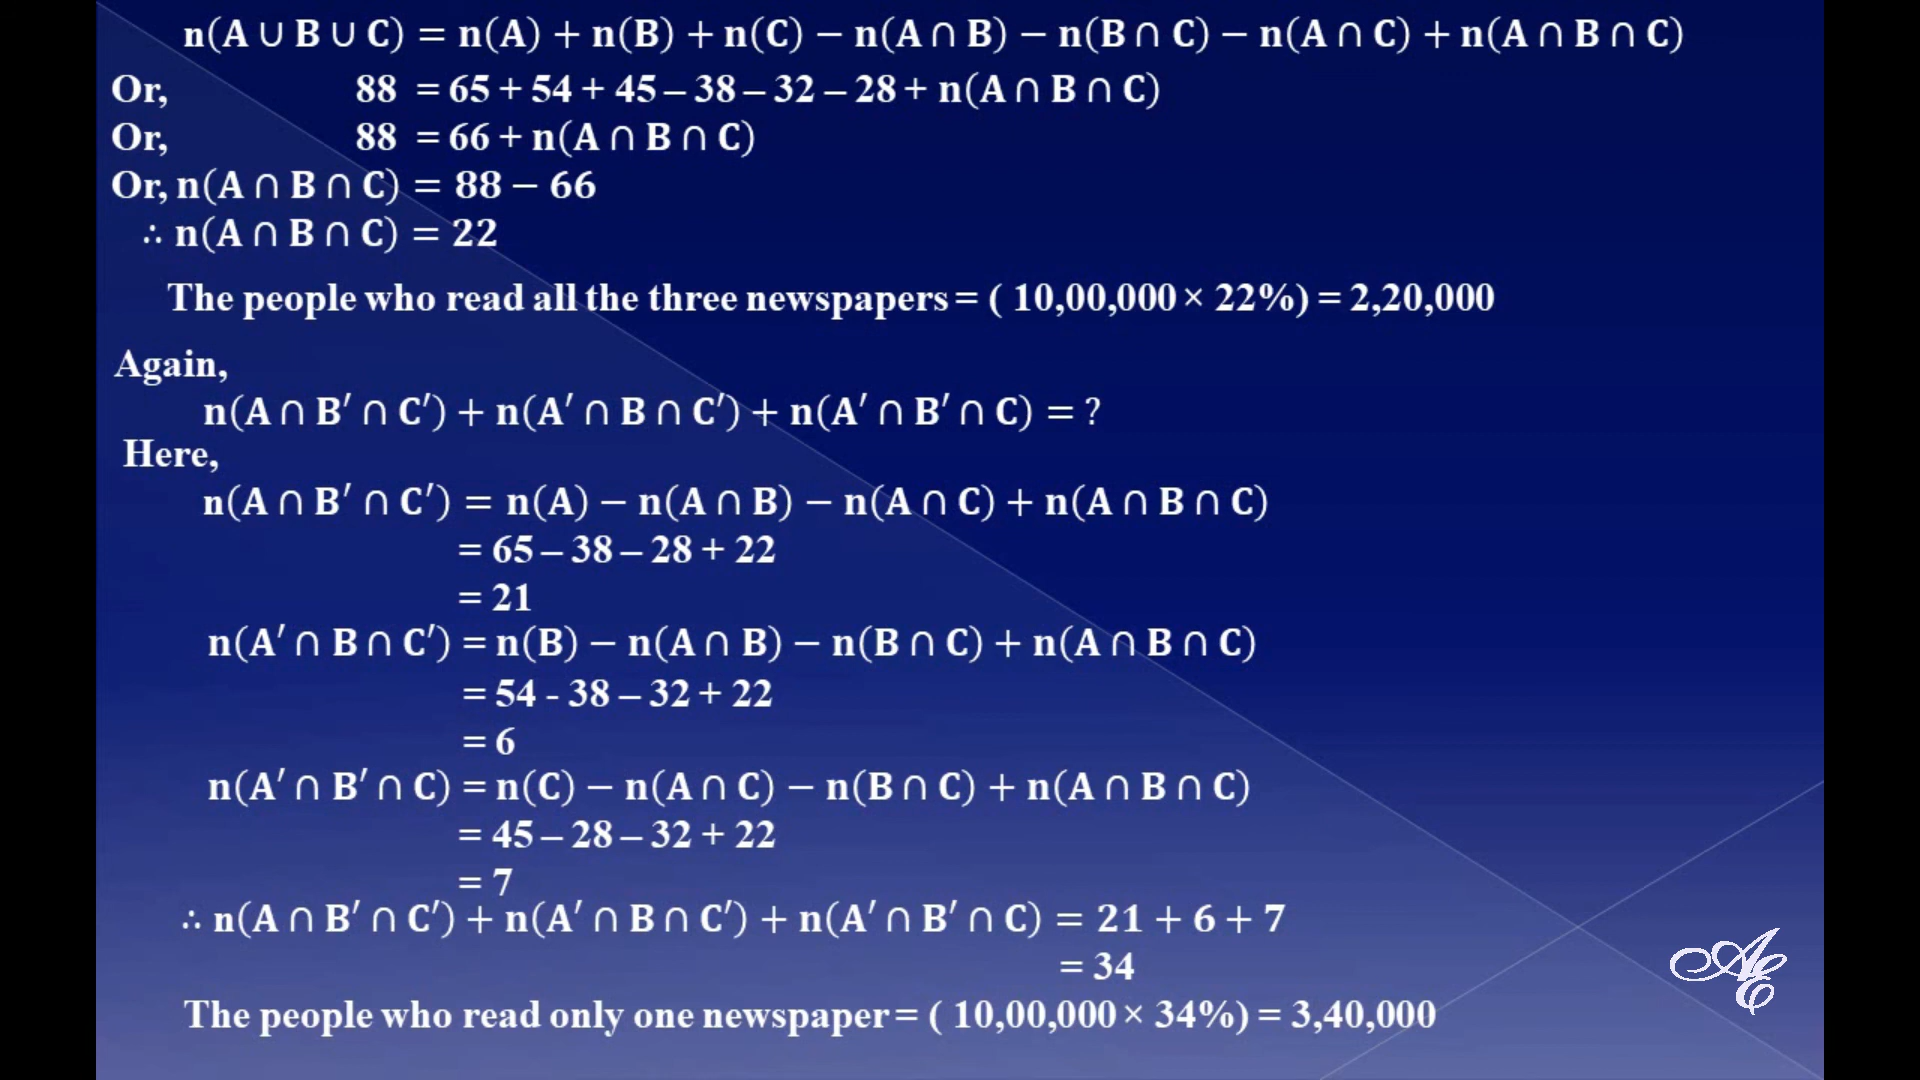 n(A ∪ B ∪ C) = n(A) + n(B) + n(C) − n(A ∩ B) − n(B ∩ C) − n(A ∩ C) + n(A ∩ B ∩ C)
Or, 88 = 65 + 54 + 45 – 38 – 32 – 28 + n(A ∩ B ∩ C)
Or, 88 = 66 + n(A ∩ B ∩ C)
Or, n(A ∩ B ∩ C) = 88 − 66
∴ n(A ∩ B ∩ C) = 22
The people who read all the three newspapers = ( 10,00,000 × 22%) = 2,20,000
Again,
n(A ∩ B′ ∩ C′) + n(A′ ∩ B ∩ C′) + n(A′ ∩ B′ ∩ C) = ?
Here,
n(A ∩ B′ ∩ C′) = n(A) − n(A ∩ B) − n(A ∩ C) + n(A ∩ B ∩ C)
= 65 – 38 – 28 + 22
= 21
n(A′ ∩ B ∩ C′) = n(B) − n(A ∩ B) − n(B ∩ C) + n(A ∩ B ∩ C)
= 54 - 38 – 32 + 22
= 6
n(A′ ∩ B′ ∩ C) = n(C) − n(A ∩ C) − n(B ∩ C) + n(A ∩ B ∩ C)
= 45 – 28 – 32 + 22
= 7
∴ n(A ∩ B′ ∩ C′) + n(A′ ∩ B ∩ C′) + n(A′ ∩ B′ ∩ C) = 21 + 6 + 7
= 34
The people who read only one newspaper = ( 10,00,000 × 34%) = 3,40,000